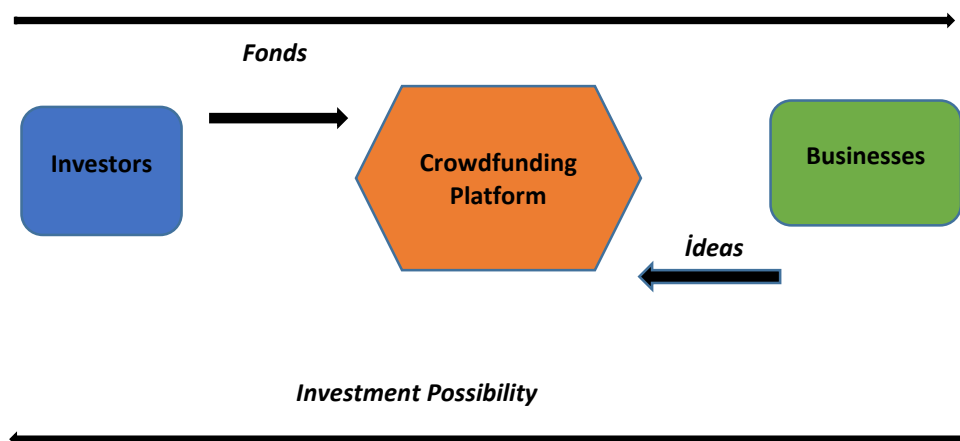 Fonds
Investors
Crowdfunding
Platform
Businesses
İdeas
Investment Possibility